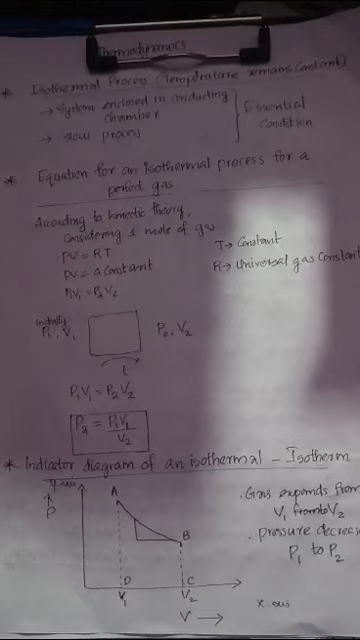 Thermodynamics
* Isothermal Process (Temperature remains Constant)
→ System enclosed in conducting chamber
→ slow process
Essential Condition
* Equation for an isothermal process for a perfect gas
According to kinetic theory,
Considering 1 mole of gas
PV = RT
PV = a Constant
P₁V₁ = P₂V₂
T → Constant
R → Universal gas Constant
Initially
P₁, V₁
P₂, V₂
t
P₁V₁ = P₂V₂
P₂ = P₁V₁/V₂
* Indicator diagram of an isothermal - Isotherm
y-axis
P
A
B
D
C
V₁
V₂
V →
X axis
. Gas expands from
V₁ from to V₂
. Pressure decreas
P₁ to P₂